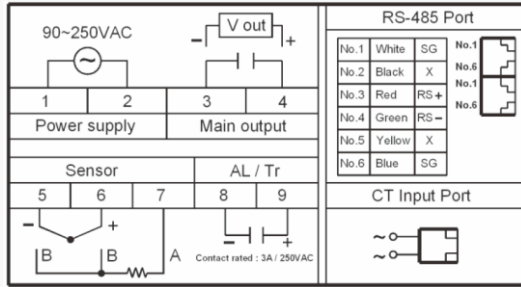 90~250VAC
~
1 2
Power supply
V out
- +
3 4
Main output
Sensor
5 6 7
- +
B B A
AL / Tr
8 9
- +
Contact rated : 3A / 250VAC
RS-485 Port
No.1 White SG
No.2 Black X
No.3 Red RS+
No.4 Green RS-
No.5 Yellow X
No.6 Blue SG
No.1
No.6
No.1
No.6
CT Input Port
~
~